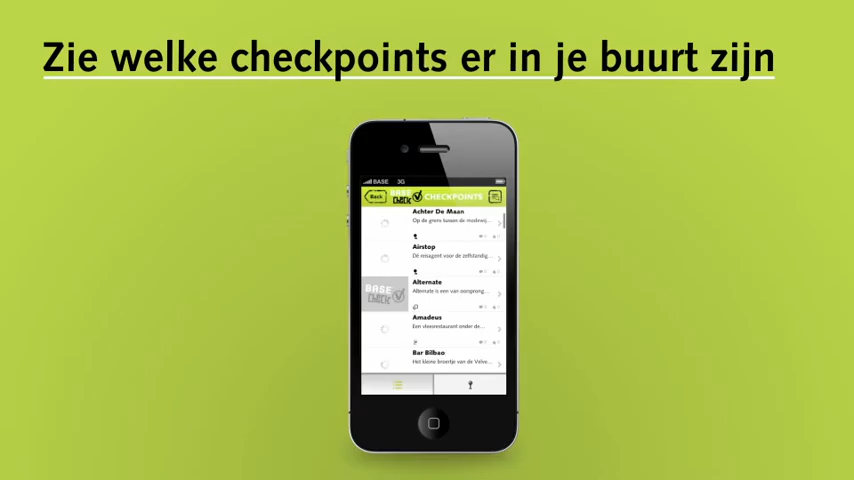 Zie welke checkpoints er in je buurt zijn
BASE 3G
Back BASE check CHECKPOINTS
Achter De Maan
Op de grens tussen de modewij...
Airstop
Dé reisagent voor de zelfstandig...
Alternate
BASE check
Alternate is een van oorsprong...
Amadeus
Een vleesrestaurant onder de...
Bar Bilbao
Het kleine broertje van de Volve...